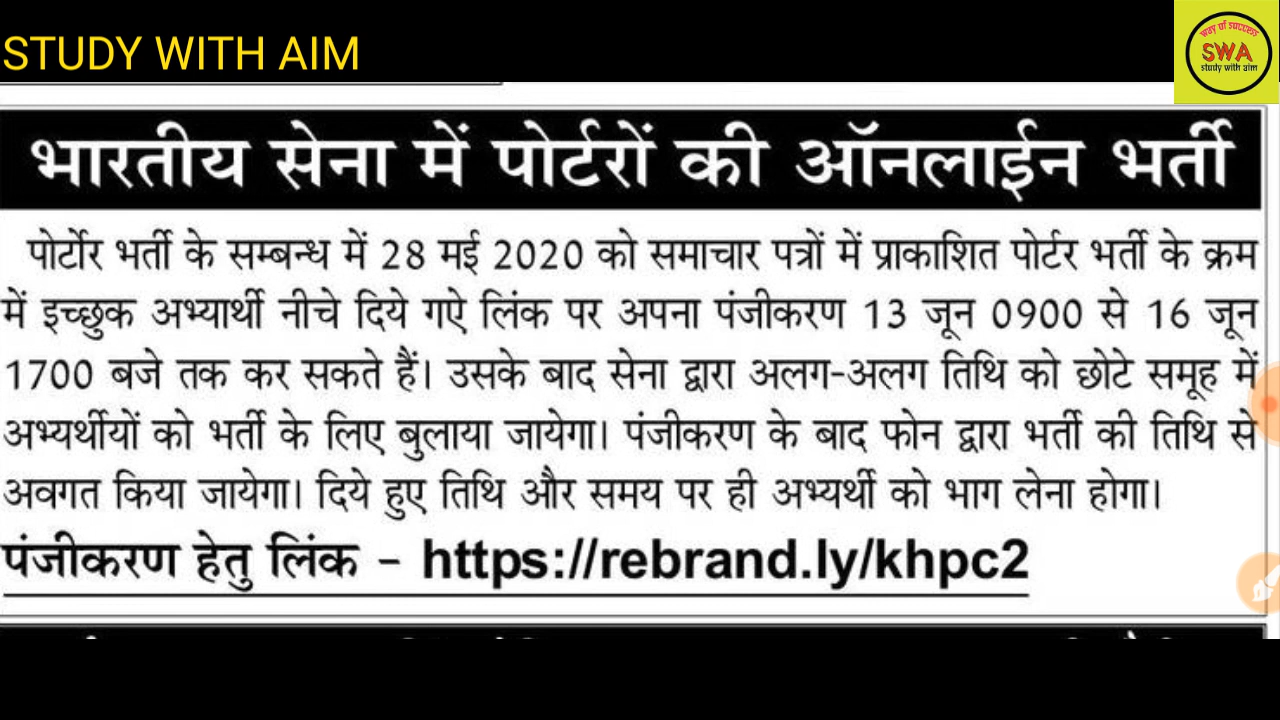 STUDY WITH AIM
way of success
SWA
study with aim
भारतीय सेना में पोर्टरों की ऑनलाईन भर्ती
पोर्टोर भर्ती के सम्बन्ध में 28 मई 2020 को समाचार पत्रों में प्राकाशित पोर्टर भर्ती के क्रम
में इच्छुक अभ्यार्थी नीचे दिये गऐ लिंक पर अपना पंजीकरण 13 जून 0900 से 16 जून
1700 बजे तक कर सकते हैं। उसके बाद सेना द्वारा अलग-अलग तिथि को छोटे समूह में
अभ्यर्थीयों को भर्ती के लिए बुलाया जायेगा। पंजीकरण के बाद फोन द्वारा भर्ती की तिथि से
अवगत किया जायेगा। दिये हुए तिथि और समय पर ही अभ्यर्थी को भाग लेना होगा।
पंजीकरण हेतु लिंक – https://rebrand.ly/khpc2